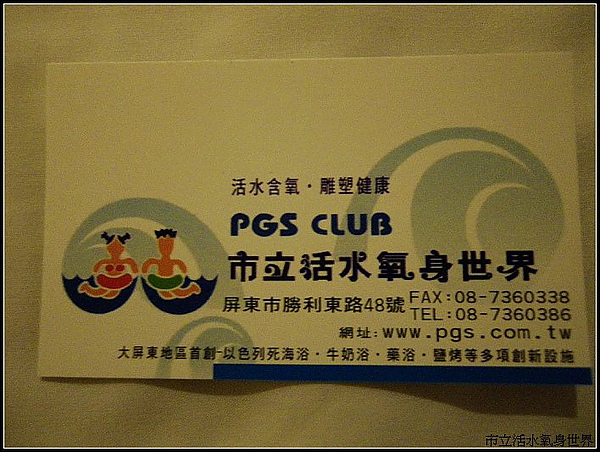 活水含氧·雕塑健康
PGS CLUB
市立活水氧身世界
屏東市勝利東路48號
FAX:08-7360338
TEL:08-7360386
網址:www.pgs.com.tw
大屏東地區首創-以色列死海浴·牛奶浴·藥浴·鹽烤等多項創新設施
市立活水氧身世界